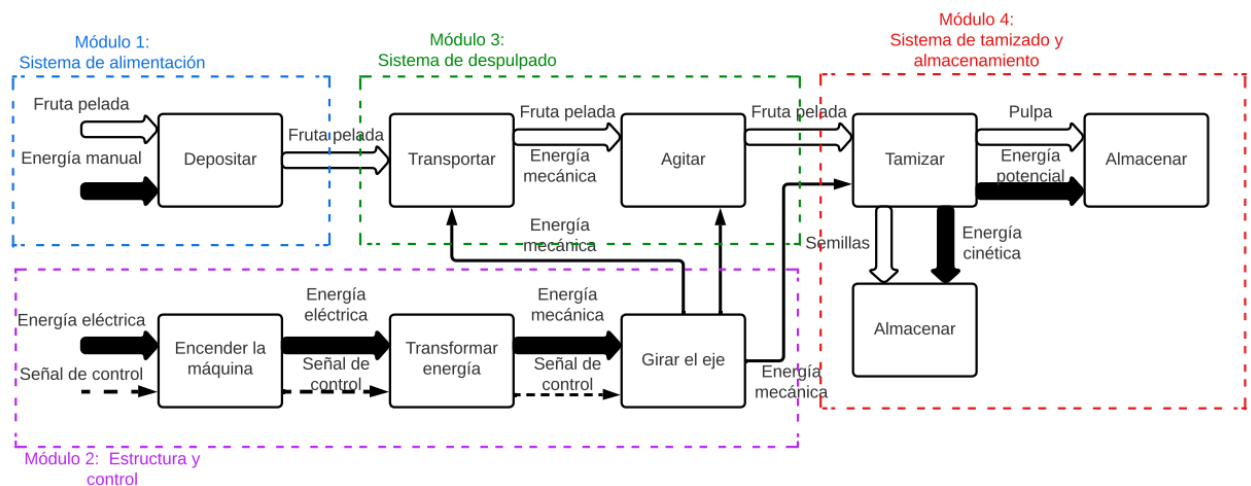 Módulo 1:
Sistema de alimentación
Módulo 3:
Sistema de despulpado
Módulo 4:
Sistema de tamizado y
almacenamiento
Fruta pelada
Energía manual
Depositar
Fruta pelada
Transportar
Fruta pelada
Energía
mecánica
Agitar
Fruta pelada
Tamizar
Pulpa
Energía
potencial
Almacenar
Energía
mecánica
Semillas
Energía
cinética
Almacenar
Energía eléctrica
Señal de control
Encender la
máquina
Energía
eléctrica
Señal de
control
Transformar
energía
Energía
mecánica
Señal de
control
Girar el eje
Energía
mecánica
Módulo 2:  Estructura y
control